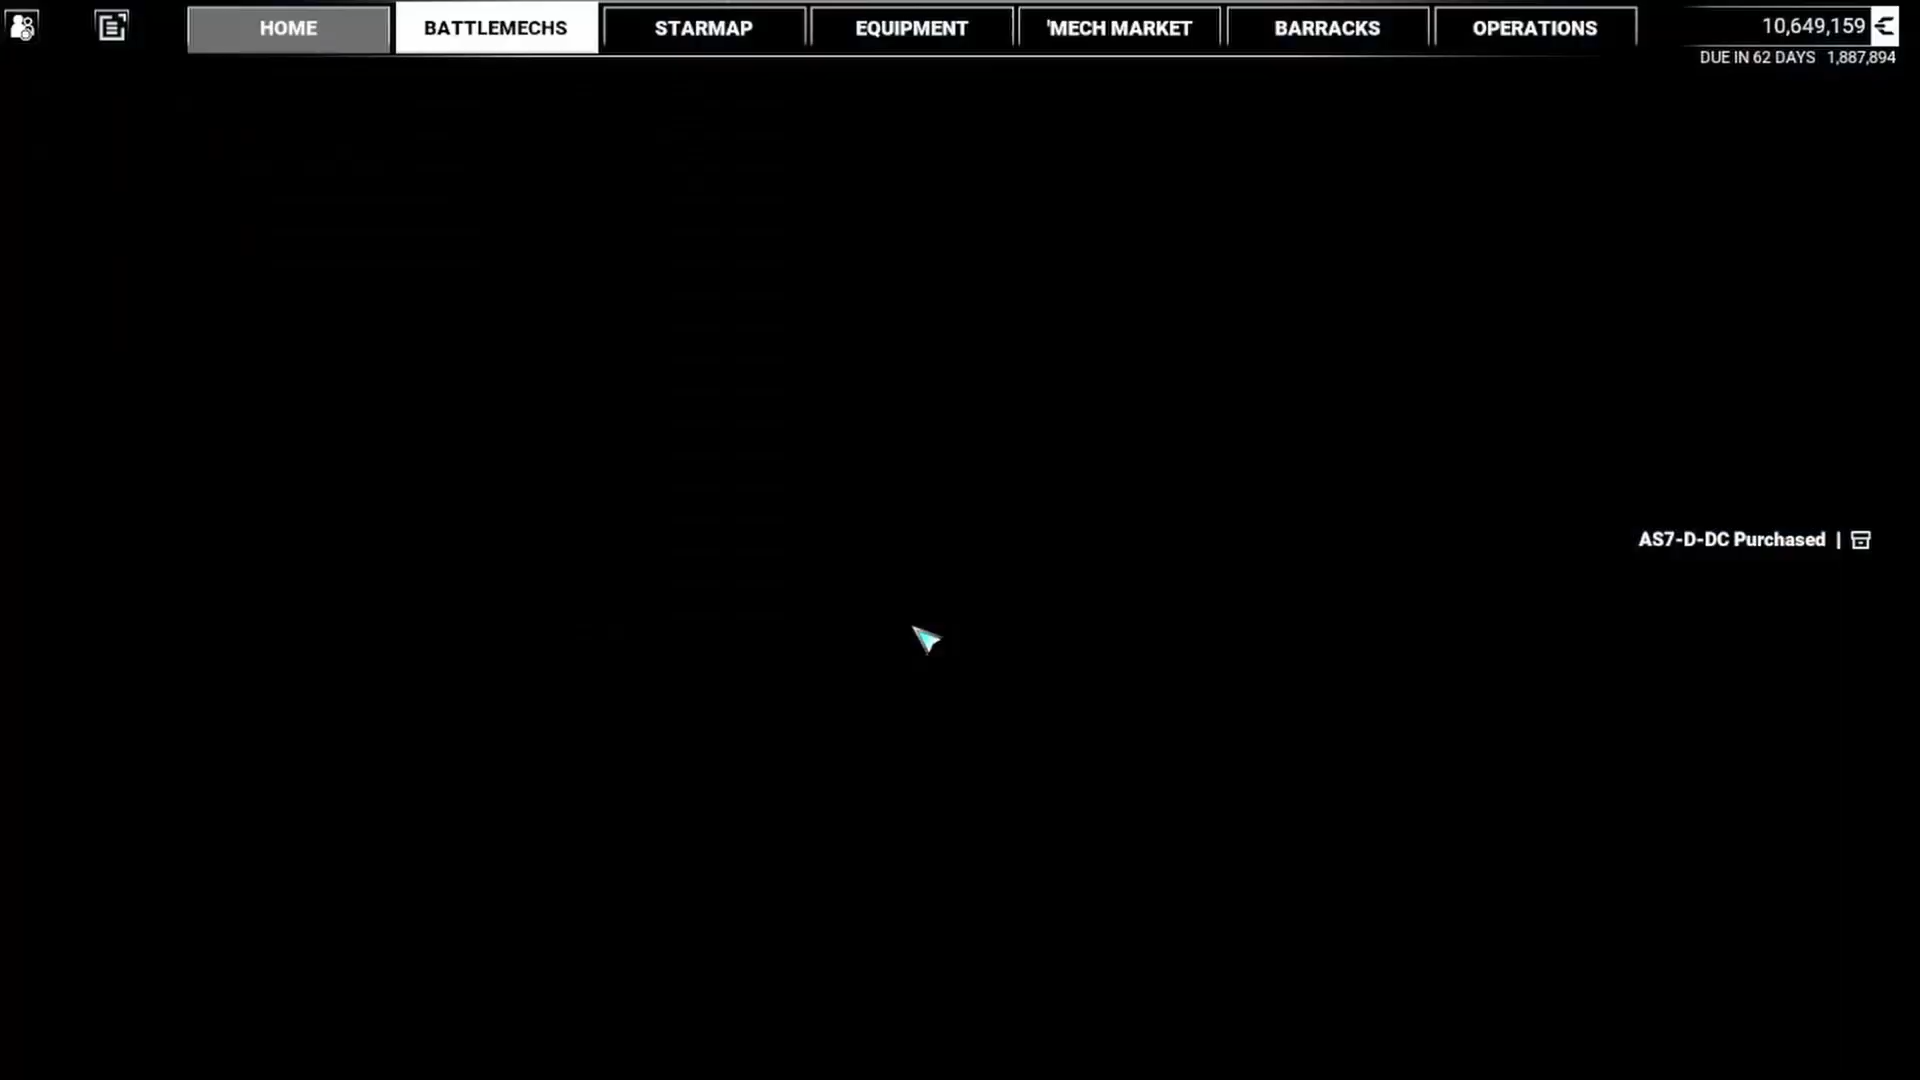 HOME
BATTLEMECHS
STARMAP
EQUIPMENT
'MECH MARKET
BARRACKS
OPERATIONS
10,649,159
DUE IN 62 DAYS 1,887,894
AS7-D-DC Purchased |